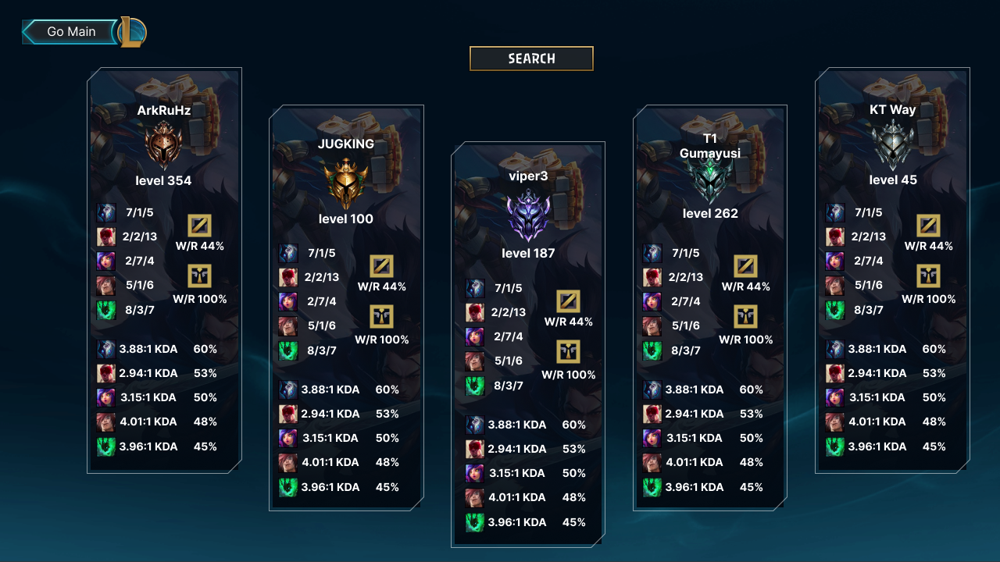 Go Main
SEARCH
ArkRuHz
level 354
7/1/5
2/2/13
2/7/4
5/1/6
8/3/7
W/R 44%
W/R 100%
3.88:1 KDA 60%
2.94:1 KDA 53%
3.15:1 KDA 50%
4.01:1 KDA 48%
3.96:1 KDA 45%
JUGKING
level 100
7/1/5
2/2/13
2/7/4
5/1/6
8/3/7
W/R 44%
W/R 100%
3.88:1 KDA 60%
2.94:1 KDA 53%
3.15:1 KDA 50%
4.01:1 KDA 48%
3.96:1 KDA 45%
viper3
level 187
7/1/5
2/2/13
2/7/4
5/1/6
8/3/7
W/R 44%
W/R 100%
3.88:1 KDA 60%
2.94:1 KDA 53%
3.15:1 KDA 50%
4.01:1 KDA 48%
3.96:1 KDA 45%
T1
Gumayusi
level 262
7/1/5
2/2/13
2/7/4
5/1/6
8/3/7
W/R 44%
W/R 100%
3.88:1 KDA 60%
2.94:1 KDA 53%
3.15:1 KDA 50%
4.01:1 KDA 48%
3.96:1 KDA 45%
KT Way
level 45
7/1/5
2/2/13
2/7/4
5/1/6
8/3/7
W/R 44%
W/R 100%
3.88:1 KDA 60%
2.94:1 KDA 53%
3.15:1 KDA 50%
4.01:1 KDA 48%
3.96:1 KDA 45%